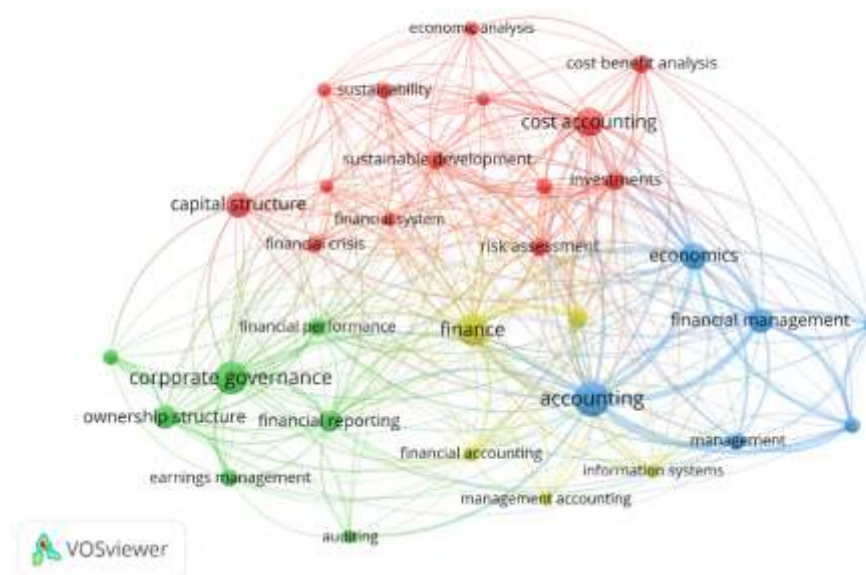 economic analysis
cost benefit analysis
sustainability
cost accounting
sustainable development
investments
capital structure
financial system
financial crisis
risk assessment
economics
financial performance
finance
financial management
corporate governance
accounting
ownership structure
financial reporting
management
financial accounting
earnings management
information systems
management accounting
auditing
VOSviewer